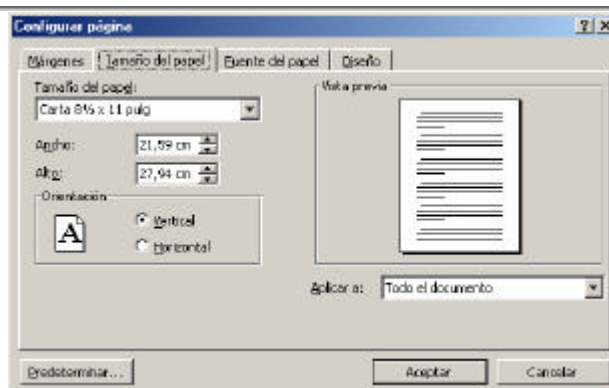 Configurar página
Márgenes Tamaño del papel Fuente del papel Diseño
Tamaño del papel:
Carta 8½ x 11 pulg
Ancho: 21,59 cm
Alto: 27,94 cm
Orientación
A
Vertical
Horizontal
Vista previa
Aplicar a: Todo el documento
Predeterminar... Aceptar Cancelar